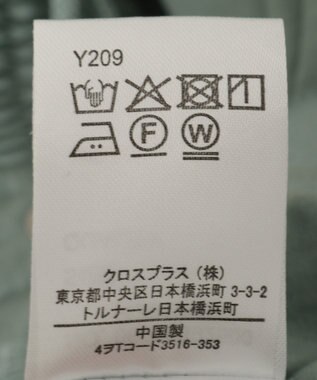 Y209
F W
クロスプラス（株）
東京都中央区日本橋浜町 3-3-2
トルナーレ日本橋浜町
中国製
4ヲTコード3516-353